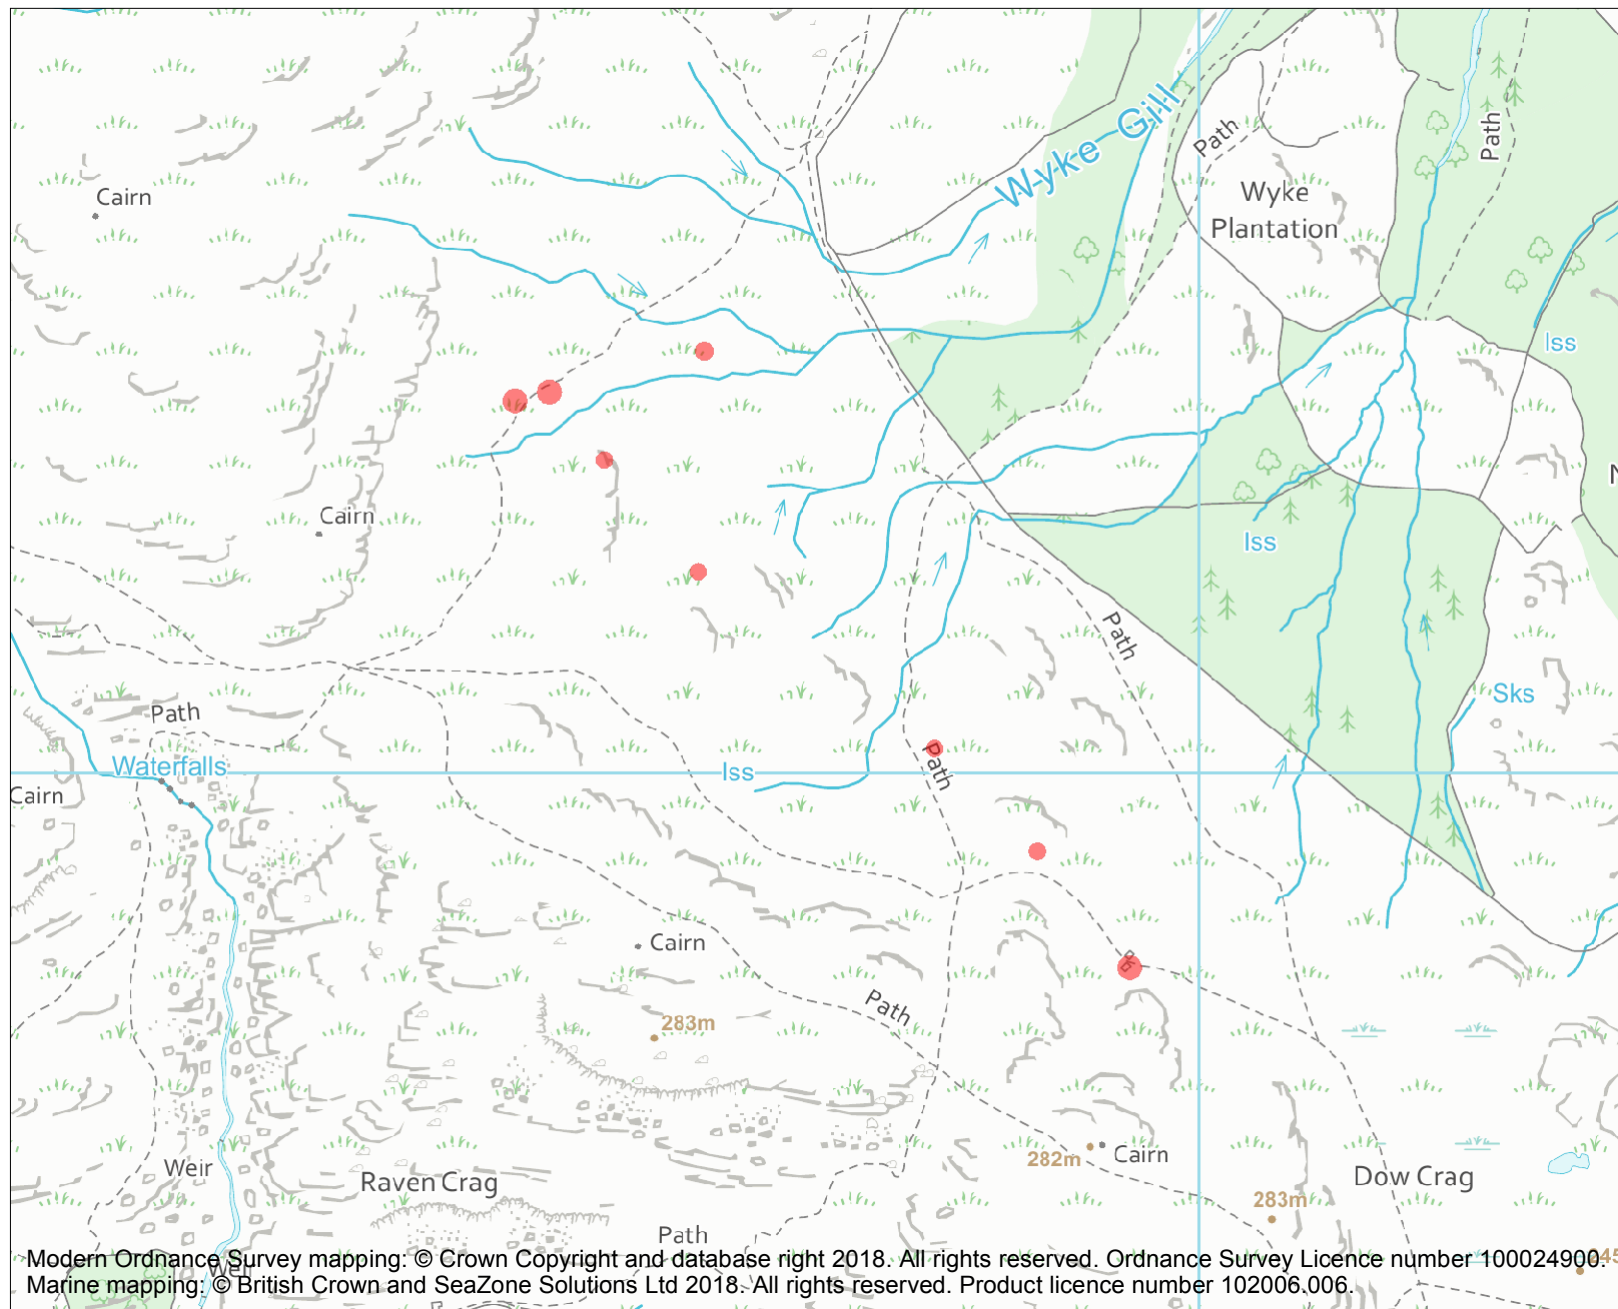 Wyke Gill
Path
Path
Cairn
Wyke
Plantation
Iss
Cairn
Iss
Path
Sks
Path
Waterfalls
Iss
Path
Cairn
Cairn
Path
283m
Weir
Raven Crag
282m
Cairn
Dow Crag
283m
Path
Weir
Modern Ordnance Survey mapping: © Crown Copyright and database right 2018. All rights reserved. Ordnance Survey Licence number 100024900.
Marine mapping: © British Crown and SeaZone Solutions Ltd 2018. All rights reserved. Product licence number 102006.006.